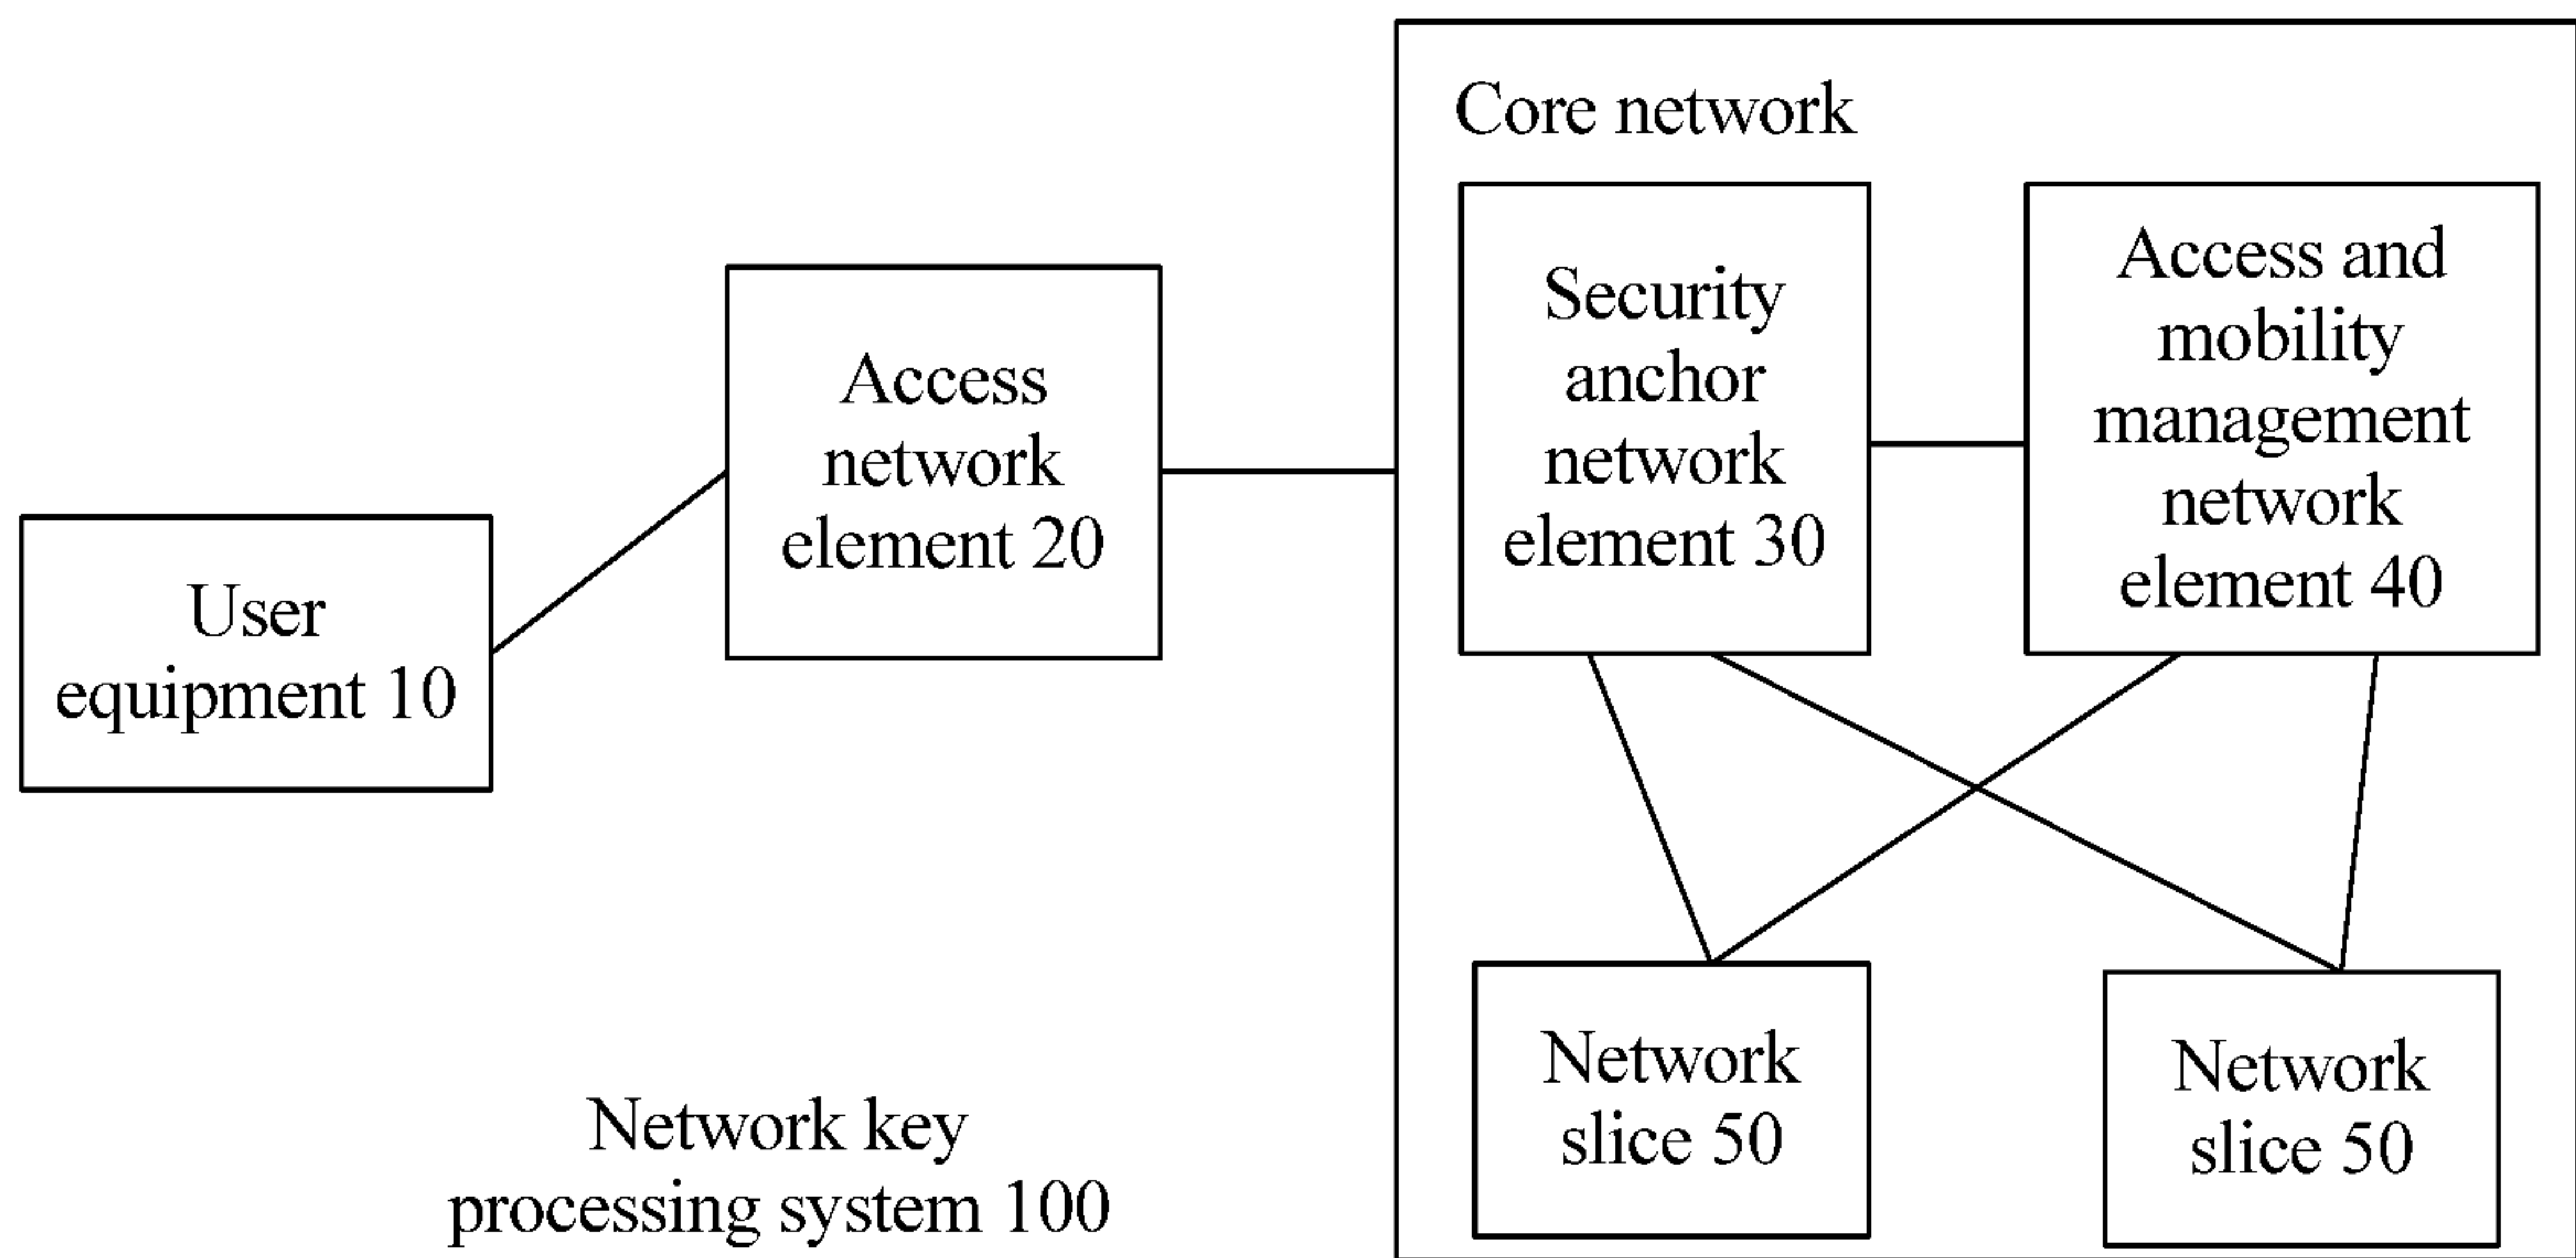 Core network
User
equipment 10
Access
network
element 20
Security
anchor
network
element 30
Access and
mobility
management
network
element 40
Network
slice 50
Network
slice 50
Network key
processing system 100